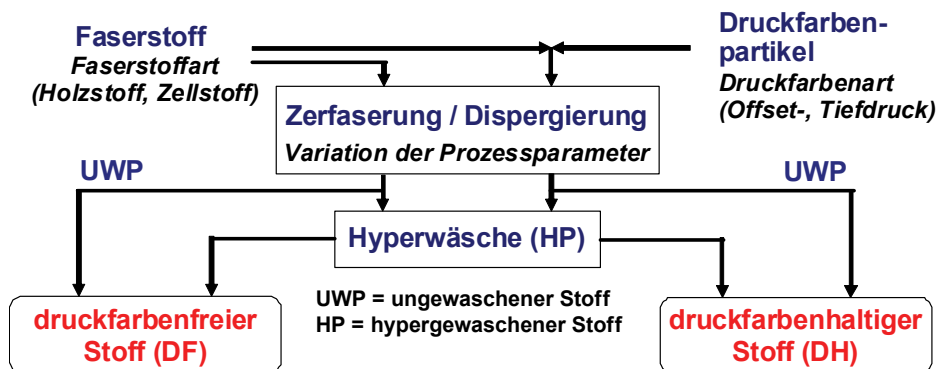 Faserstoff
Faserstoffart
(Holzstoff, Zellstoff)
Druckfarben-
partikel
Druckfarbenart
(Offset-, Tiefdruck)
Zerfaserung / Dispergierung
Variation der Prozessparameter
UWP
UWP
Hyperwäsche (HP)
UWP = ungewaschener Stoff
HP = hypergewaschener Stoff
druckfarbenfreier
Stoff (DF)
druckfarbenhaltiger
Stoff (DH)